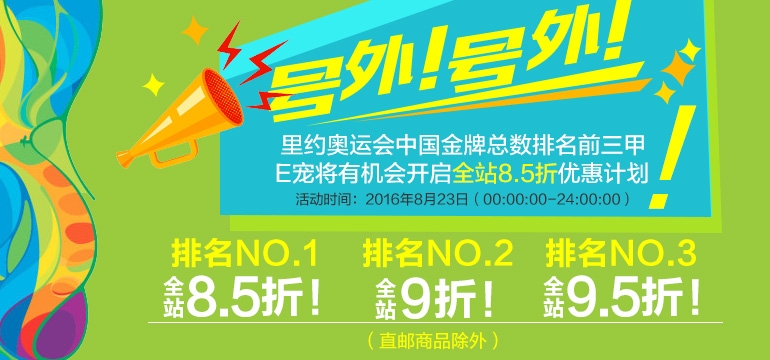 号外!号外!
里约奥运会中国金牌总数排名前三甲
E宠将有机会开启全站8.5折优惠计划!
活动时间：2016年8月23日（00:00:00-24:00:00）
排名NO.1 排名NO.2 排名NO.3
全站8.5折! 全站9折! 全站9.5折!
（直邮商品除外）